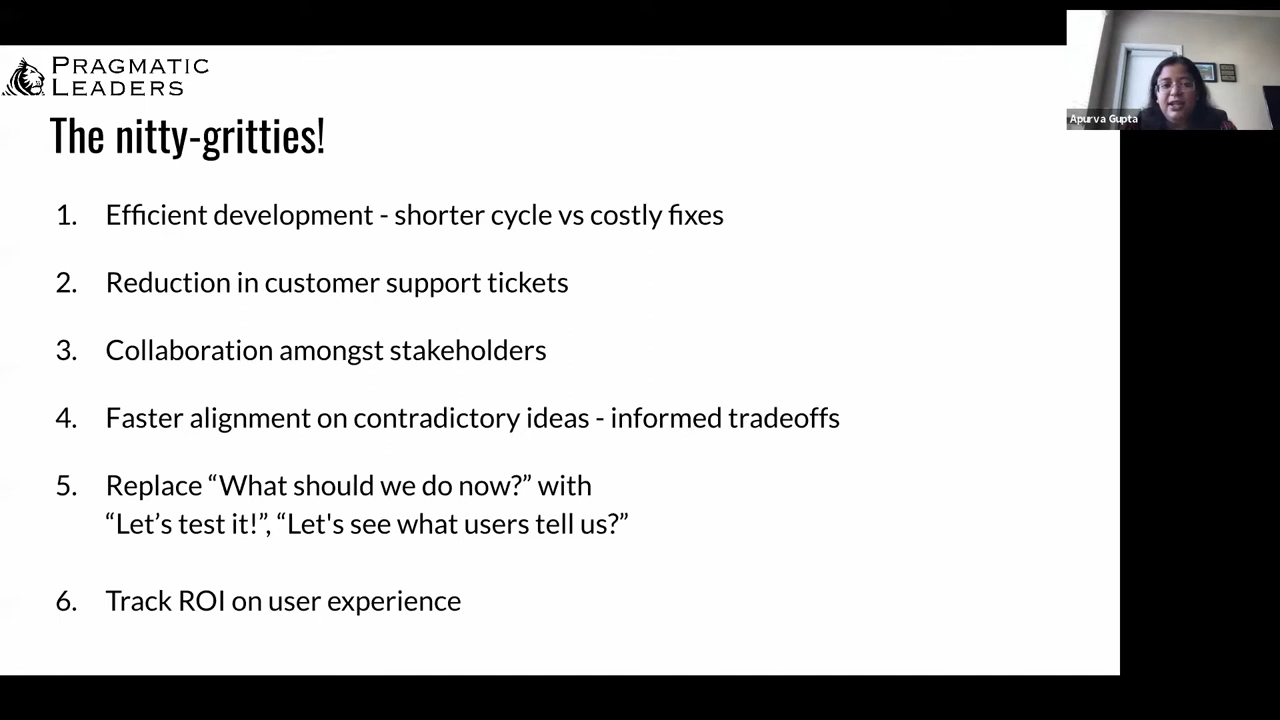 PRAGMATIC
LEADERS
Apurva Gupta
The nitty-gritties!
1. Efficient development - shorter cycle vs costly fixes
2. Reduction in customer support tickets
3. Collaboration amongst stakeholders
4. Faster alignment on contradictory ideas - informed tradeoffs
5. Replace “What should we do now?” with
“Let’s test it!”, “Let's see what users tell us?”
6. Track ROI on user experience